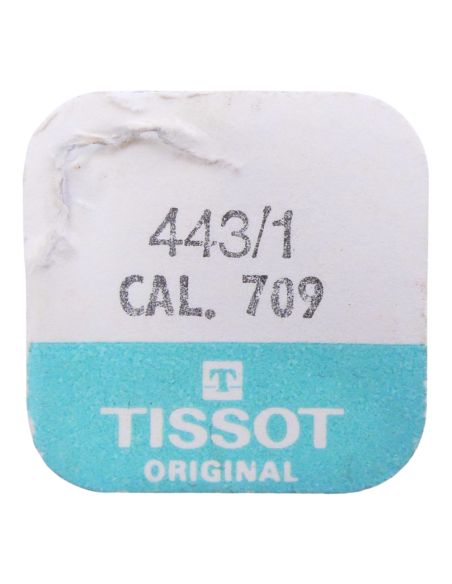 443/1
CAL. 709
T
TISSOT
ORIGINAL